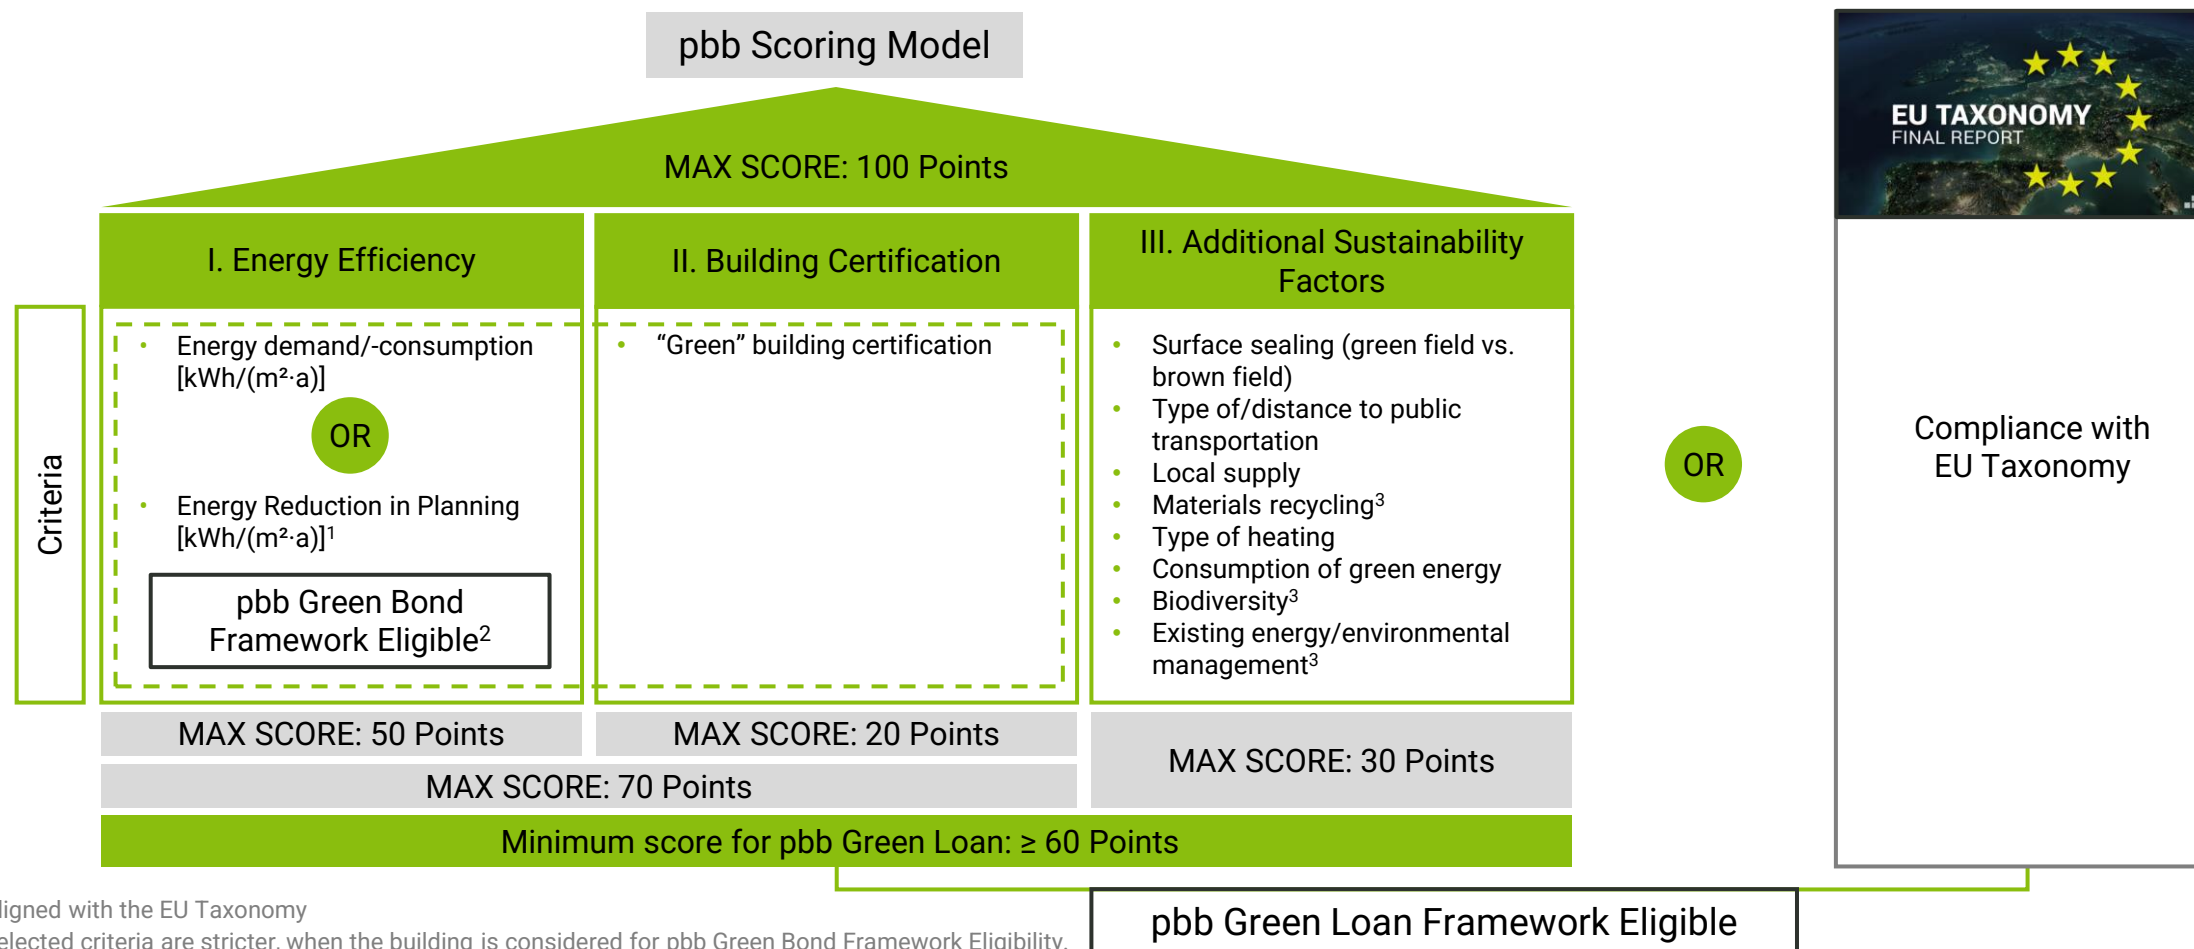 pbb Scoring Model
MAX SCORE: 100 Points
EU TAXONOMY
FINAL REPORT
I. Energy Efficiency
II. Building Certification
III. Additional Sustainability
Factors
Criteria
• Energy demand/-consumption
[kWh/(m²·a)]
OR
• Energy Reduction in Planning
[kWh/(m²·a)]¹
pbb Green Bond
Framework Eligible²
• “Green” building certification
• Surface sealing (green field vs.
brown field)
• Type of/distance to public
transportation
• Local supply
• Materials recycling³
• Type of heating
• Consumption of green energy
• Biodiversity³
• Existing energy/environmental
management³
OR
Compliance with
EU Taxonomy
MAX SCORE: 50 Points
MAX SCORE: 20 Points
MAX SCORE: 30 Points
MAX SCORE: 70 Points
Minimum score for pbb Green Loan: ≥ 60 Points
pbb Green Loan Framework Eligible
with the EU Taxonomy
criteria are stricter, when the building is considered for pbb Green Bond Framework Eligibility.